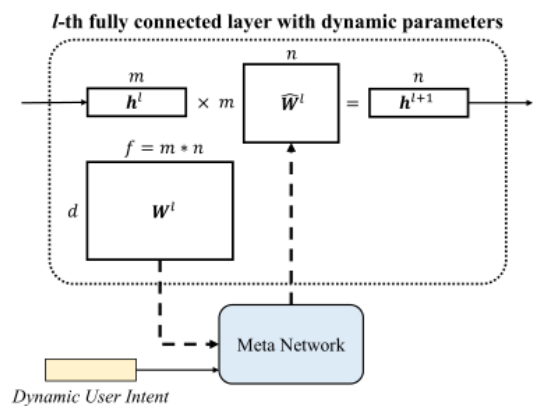 l-th fully connected layer with dynamic parameters
n
m
n
h^l × m Ŵ^l = h^{l+1}
f = m * n
d W^l
Meta Network
Dynamic User Intent